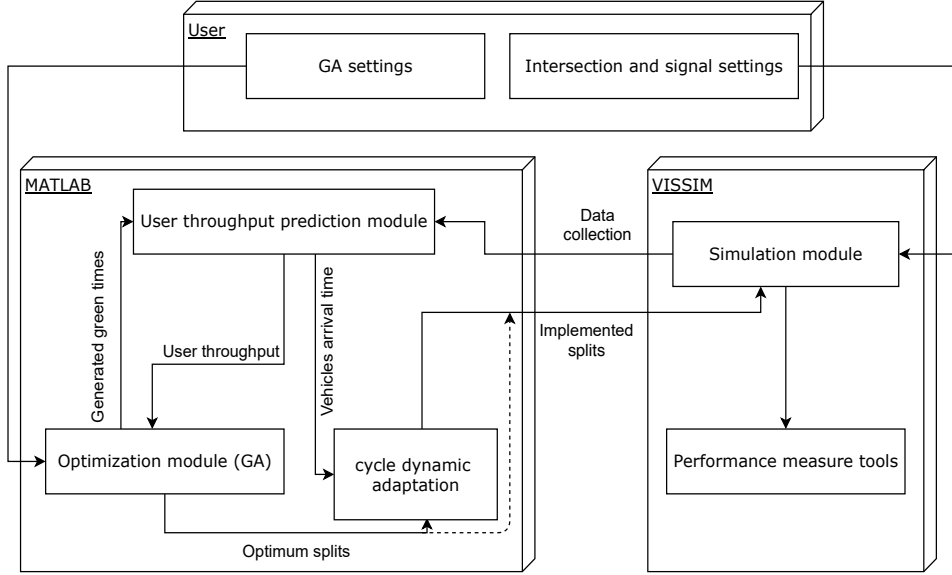 User
GA settings
Intersection and signal settings
MATLAB
User throughput prediction module
Generated green times
User throughput
Vehicles arrival time
Optimization module (GA)
cycle dynamic
adaptation
Optimum splits
Data
collection
Implemented
splits
VISSIM
Simulation module
Performance measure tools